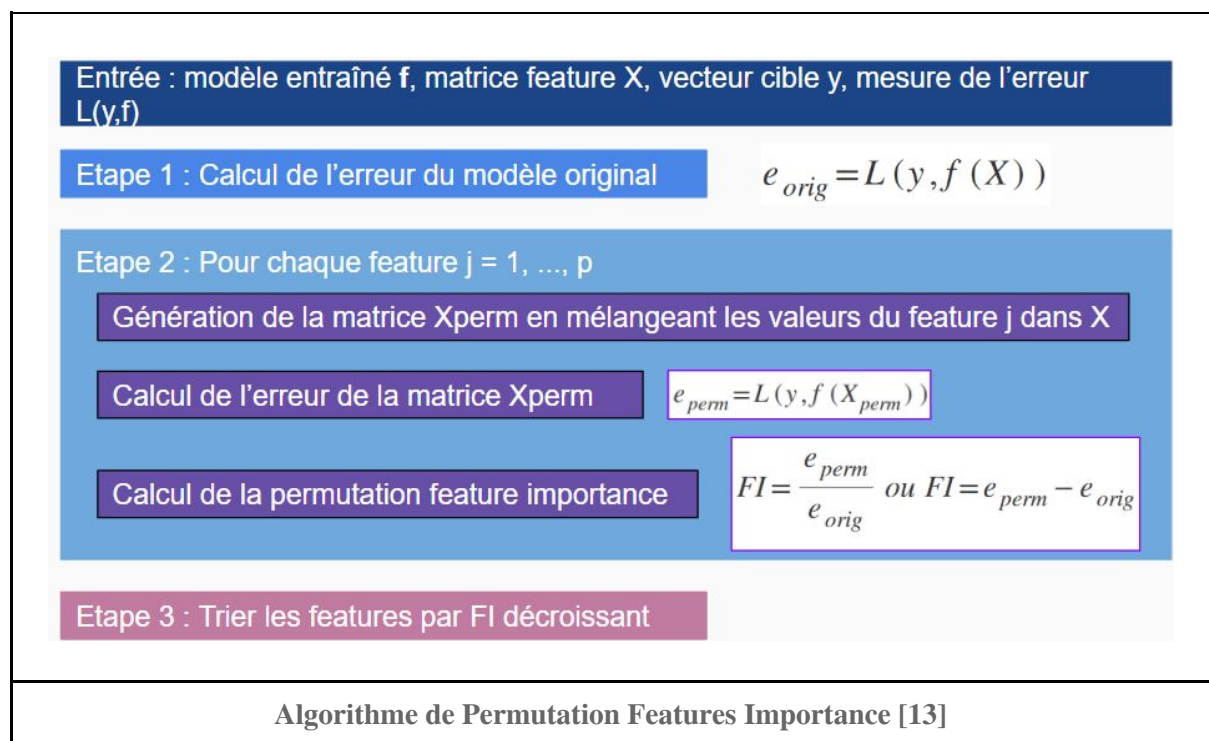 Entrée : modèle entraîné f, matrice feature X, vecteur cible y, mesure de l'erreur
L(y,f)
Etape 1 : Calcul de l'erreur du modèle original
e_orig = L(y, f(X))
Etape 2 : Pour chaque feature j = 1, ..., p
Génération de la matrice Xperm en mélangeant les valeurs du feature j dans X
Calcul de l'erreur de la matrice Xperm
e_perm = L(y, f(X_perm))
Calcul de la permutation feature importance
FI = e_perm / e_orig ou FI = e_perm − e_orig
Etape 3 : Trier les features par FI décroissant
Algorithme de Permutation Features Importance [13]